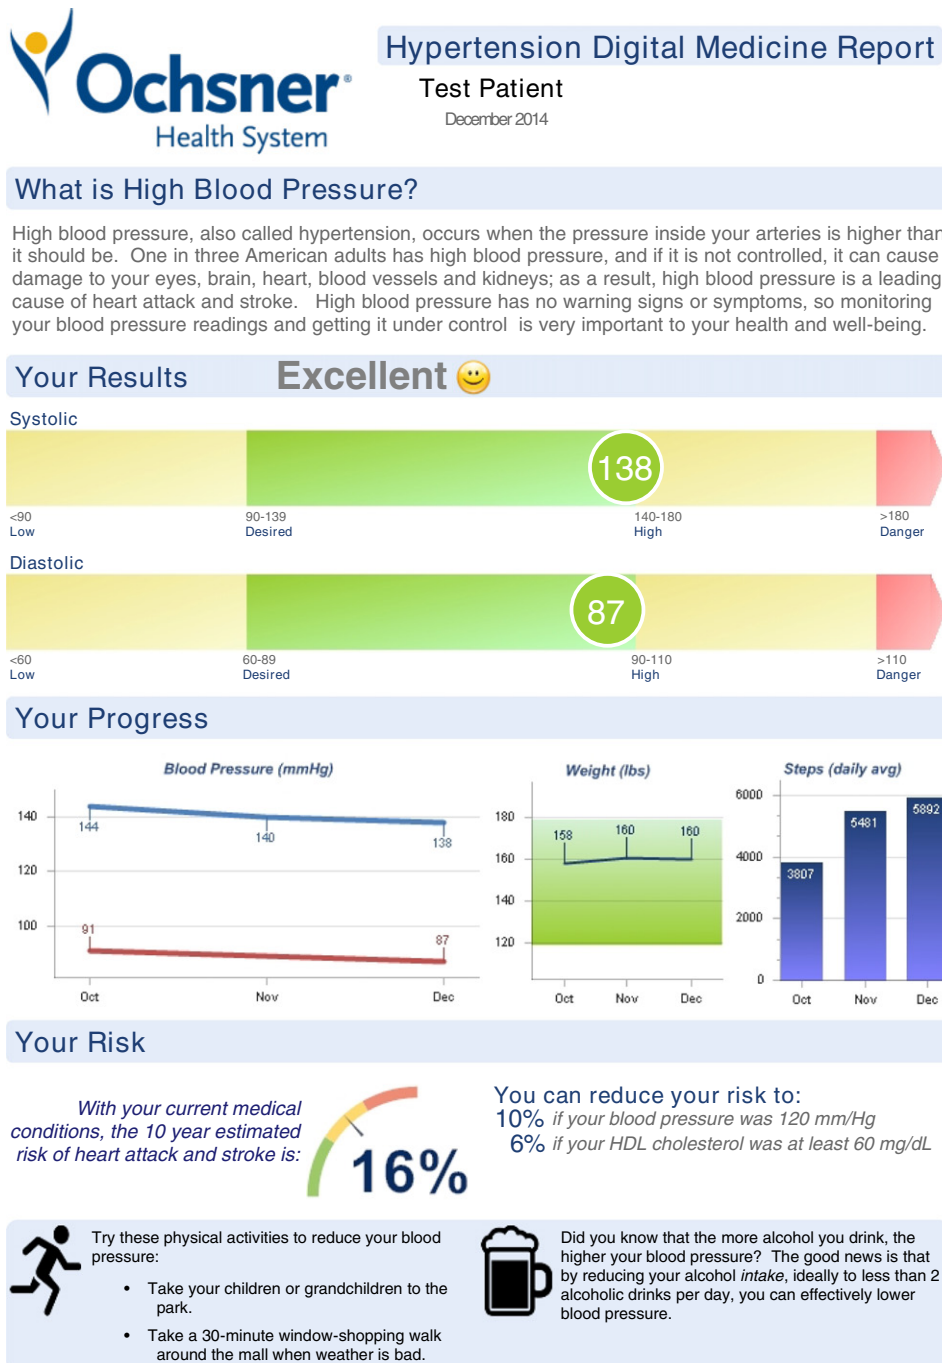 Ochsner
Health System
Hypertension Digital Medicine Report
Test Patient
December 2014
What is High Blood Pressure?
High blood pressure, also called hypertension, occurs when the pressure inside your arteries is higher than
it should be. One in three American adults has high blood pressure, and if it is not controlled, it can cause
damage to your eyes, brain, heart, blood vessels and kidneys; as a result, high blood pressure is a leading
cause of heart attack and stroke. High blood pressure has no warning signs or symptoms, so monitoring
your blood pressure readings and getting it under control is very important to your health and well-being.
Your Results Excellent
Systolic
138
<90 90-139 140-180 >180
Low Desired High Danger
Diastolic
87
<60 60-89 90-110 >110
Low Desired High Danger
Your Progress
Blood Pressure (mmHg)
140
120
100
144 140 138
91 87
Oct Nov Dec
Weight (lbs)
180
160
140
120
158 160 160
Oct Nov Dec
Steps (daily avg)
6000
4000
2000
0
3807 5481 5892
Oct Nov Dec
Your Risk
With your current medical
conditions, the 10 year estimated
risk of heart attack and stroke is:
16%
You can reduce your risk to:
10% if your blood pressure was 120 mm/Hg
6% if your HDL cholesterol was at least 60 mg/dL
Try these physical activities to reduce your blood
pressure:
• Take your children or grandchildren to the
park.
• Take a 30-minute window-shopping walk
around the mall when weather is bad.
Did you know that the more alcohol you drink, the
higher your blood pressure? The good news is that
by reducing your alcohol intake, ideally to less than 2
alcoholic drinks per day, you can effectively lower
blood pressure.